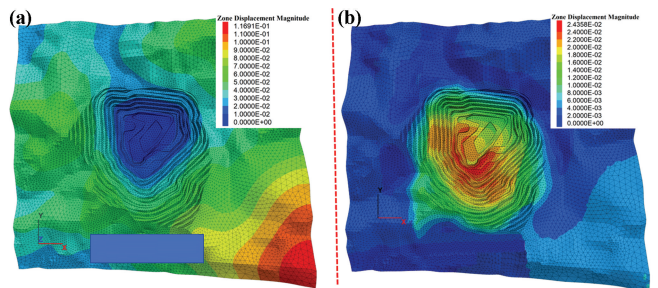 (a)
Zone Displacement Magnitude
1.1691E-01
1.1000E-01
1.0000E-01
9.0000E-02
8.0000E-02
7.0000E-02
6.0000E-02
5.0000E-02
4.0000E-02
3.0000E-02
2.0000E-02
1.0000E-02
0.0000E+00
Y
Z
X
(b)
Zone Displacement Magnitude
2.4358E-02
2.4000E-02
2.2000E-02
2.0000E-02
1.8000E-02
1.6000E-02
1.4000E-02
1.2000E-02
1.0000E-02
8.0000E-03
6.0000E-03
4.0000E-03
2.0000E-03
0.0000E+00
Y
X